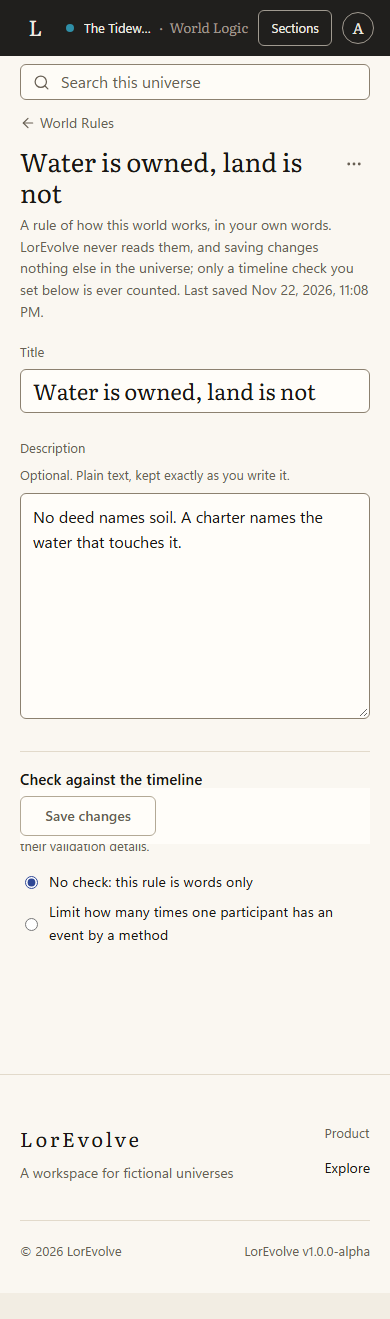 L
The Tidew... · World Logic
Sections
A
Search this universe
← World Rules
Water is owned, land is
not
...
A rule of how this world works, in your own words.
LorEvolve never reads them, and saving changes
nothing else in the universe; only a timeline check you
set below is ever counted. Last saved Nov 22, 2026, 11:08
PM.
Title
Water is owned, land is not
Description
Optional. Plain text, kept exactly as you write it.
No deed names soil. A charter names the
water that touches it.
Check against the timeline
Save changes
their validation details.
No check: this rule is words only
Limit how many times one participant has an
event by a method
LorEvolve
A workspace for fictional universes
Product
Explore
© 2026 LorEvolve
LorEvolve v1.0.0-alpha